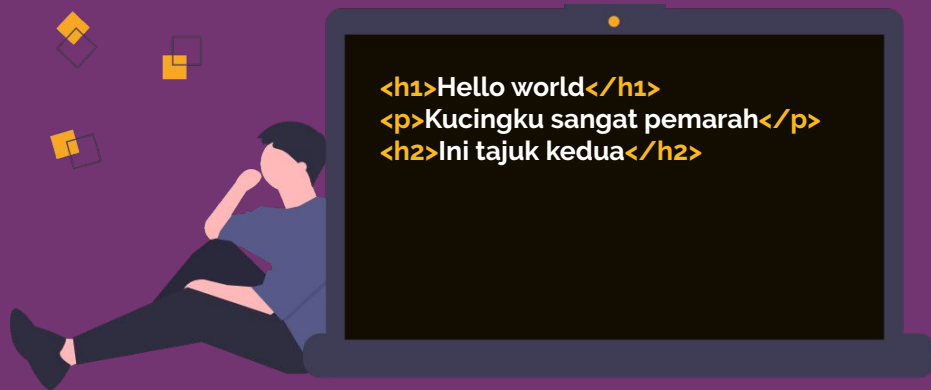 <h1>Hello world</h1>
<p>Kucingku sangat pemarah</p>
<h2>Ini tajuk kedua</h2>